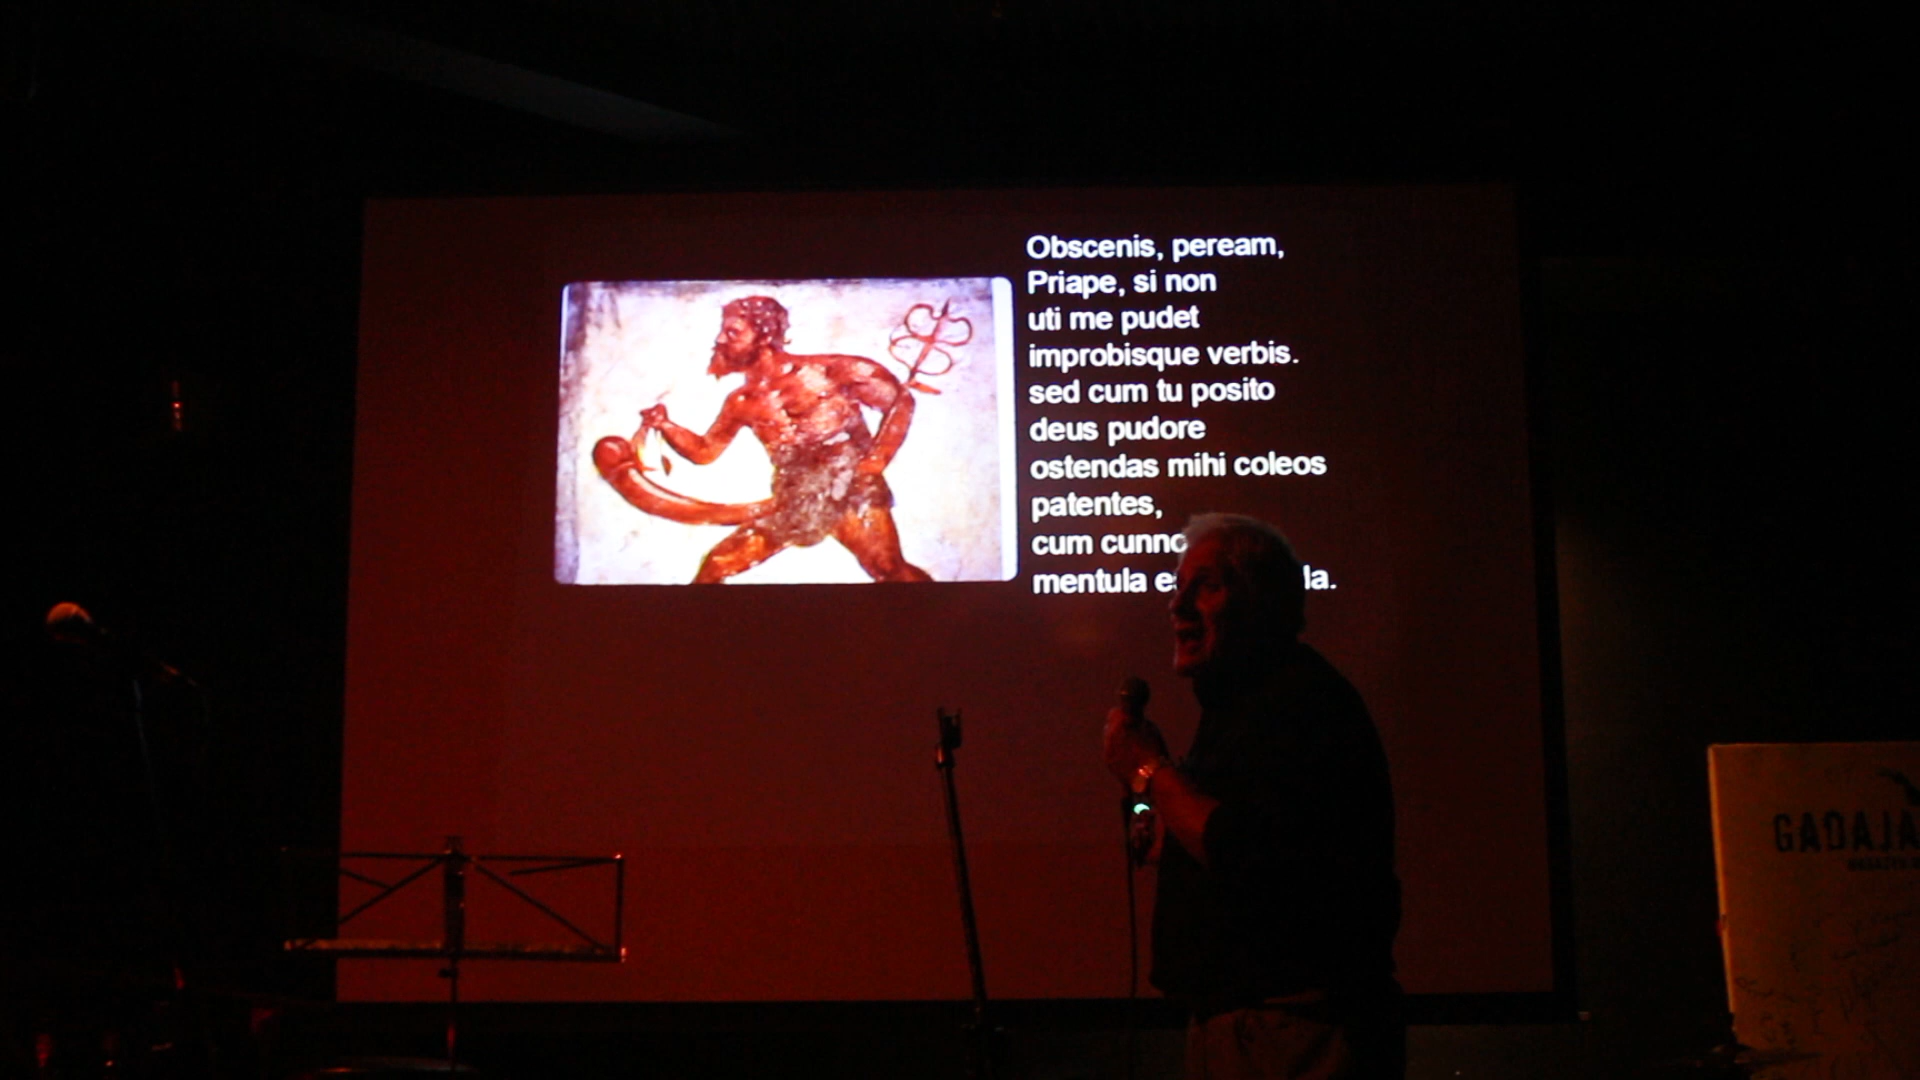 Obscenis, peream,
Priape, si non
uti me pudet
improbisque verbis.
sed cum tu posito
deus pudore
ostendas mihi coleos
patentes,
cum cunno
mentula
GADAJA